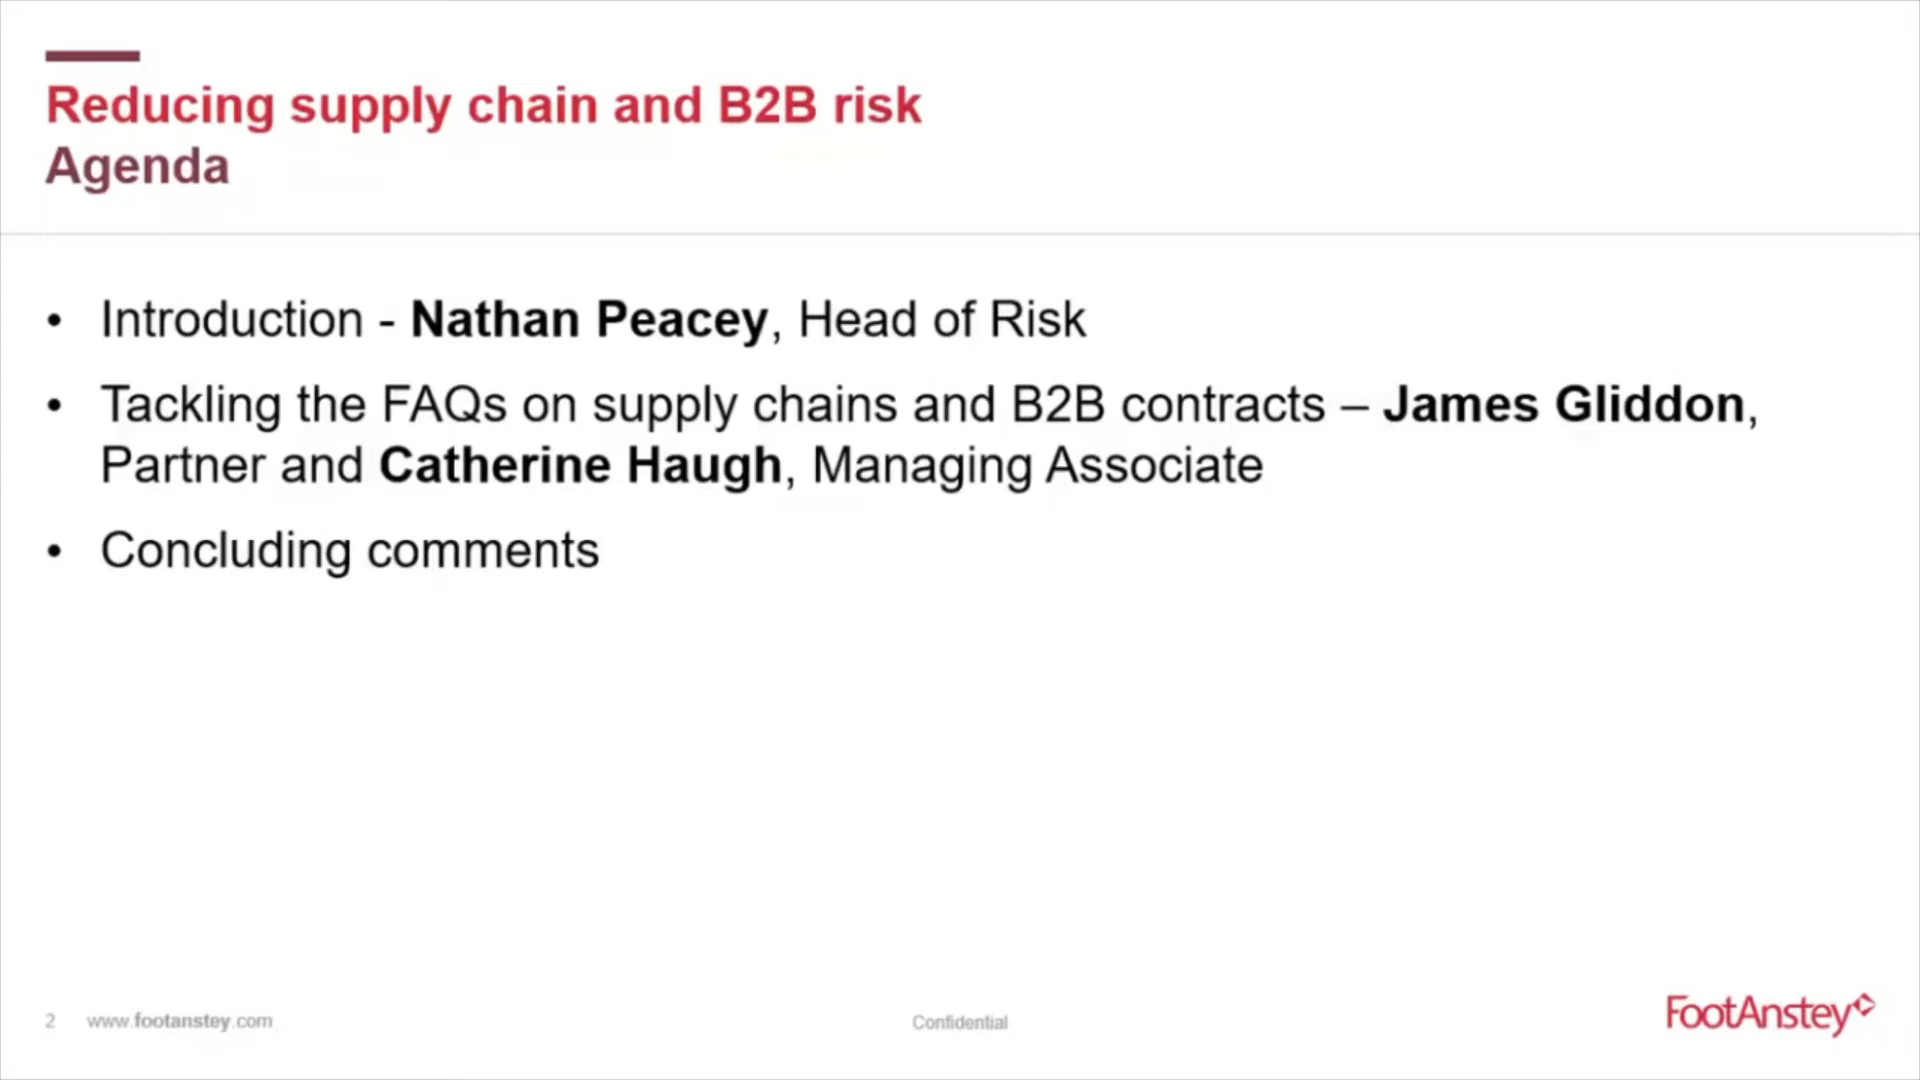 Reducing supply chain and B2B risk
Agenda
• Introduction - Nathan Peacey, Head of Risk
• Tackling the FAQs on supply chains and B2B contracts – James Gliddon,
Partner and Catherine Haugh, Managing Associate
• Concluding comments
2 www.footanstey.com Confidential FootAnstey